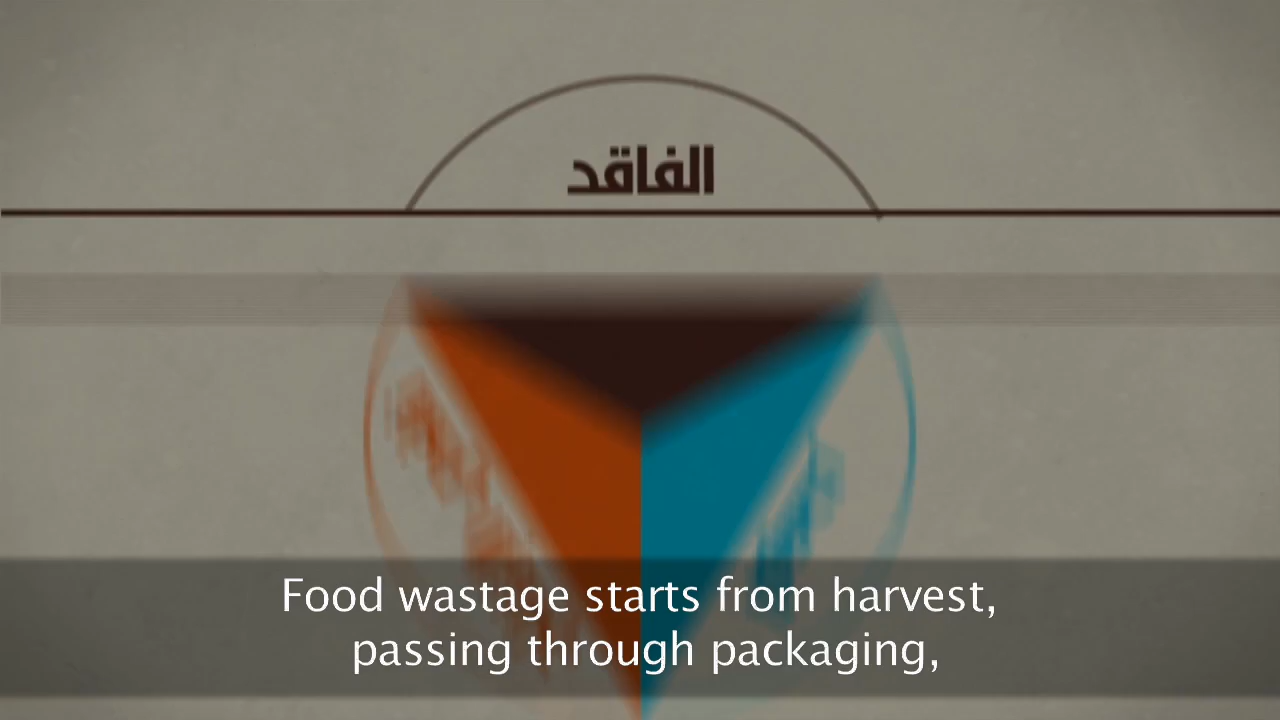 الفاقد
Food wastage starts from harvest,
passing through packaging,